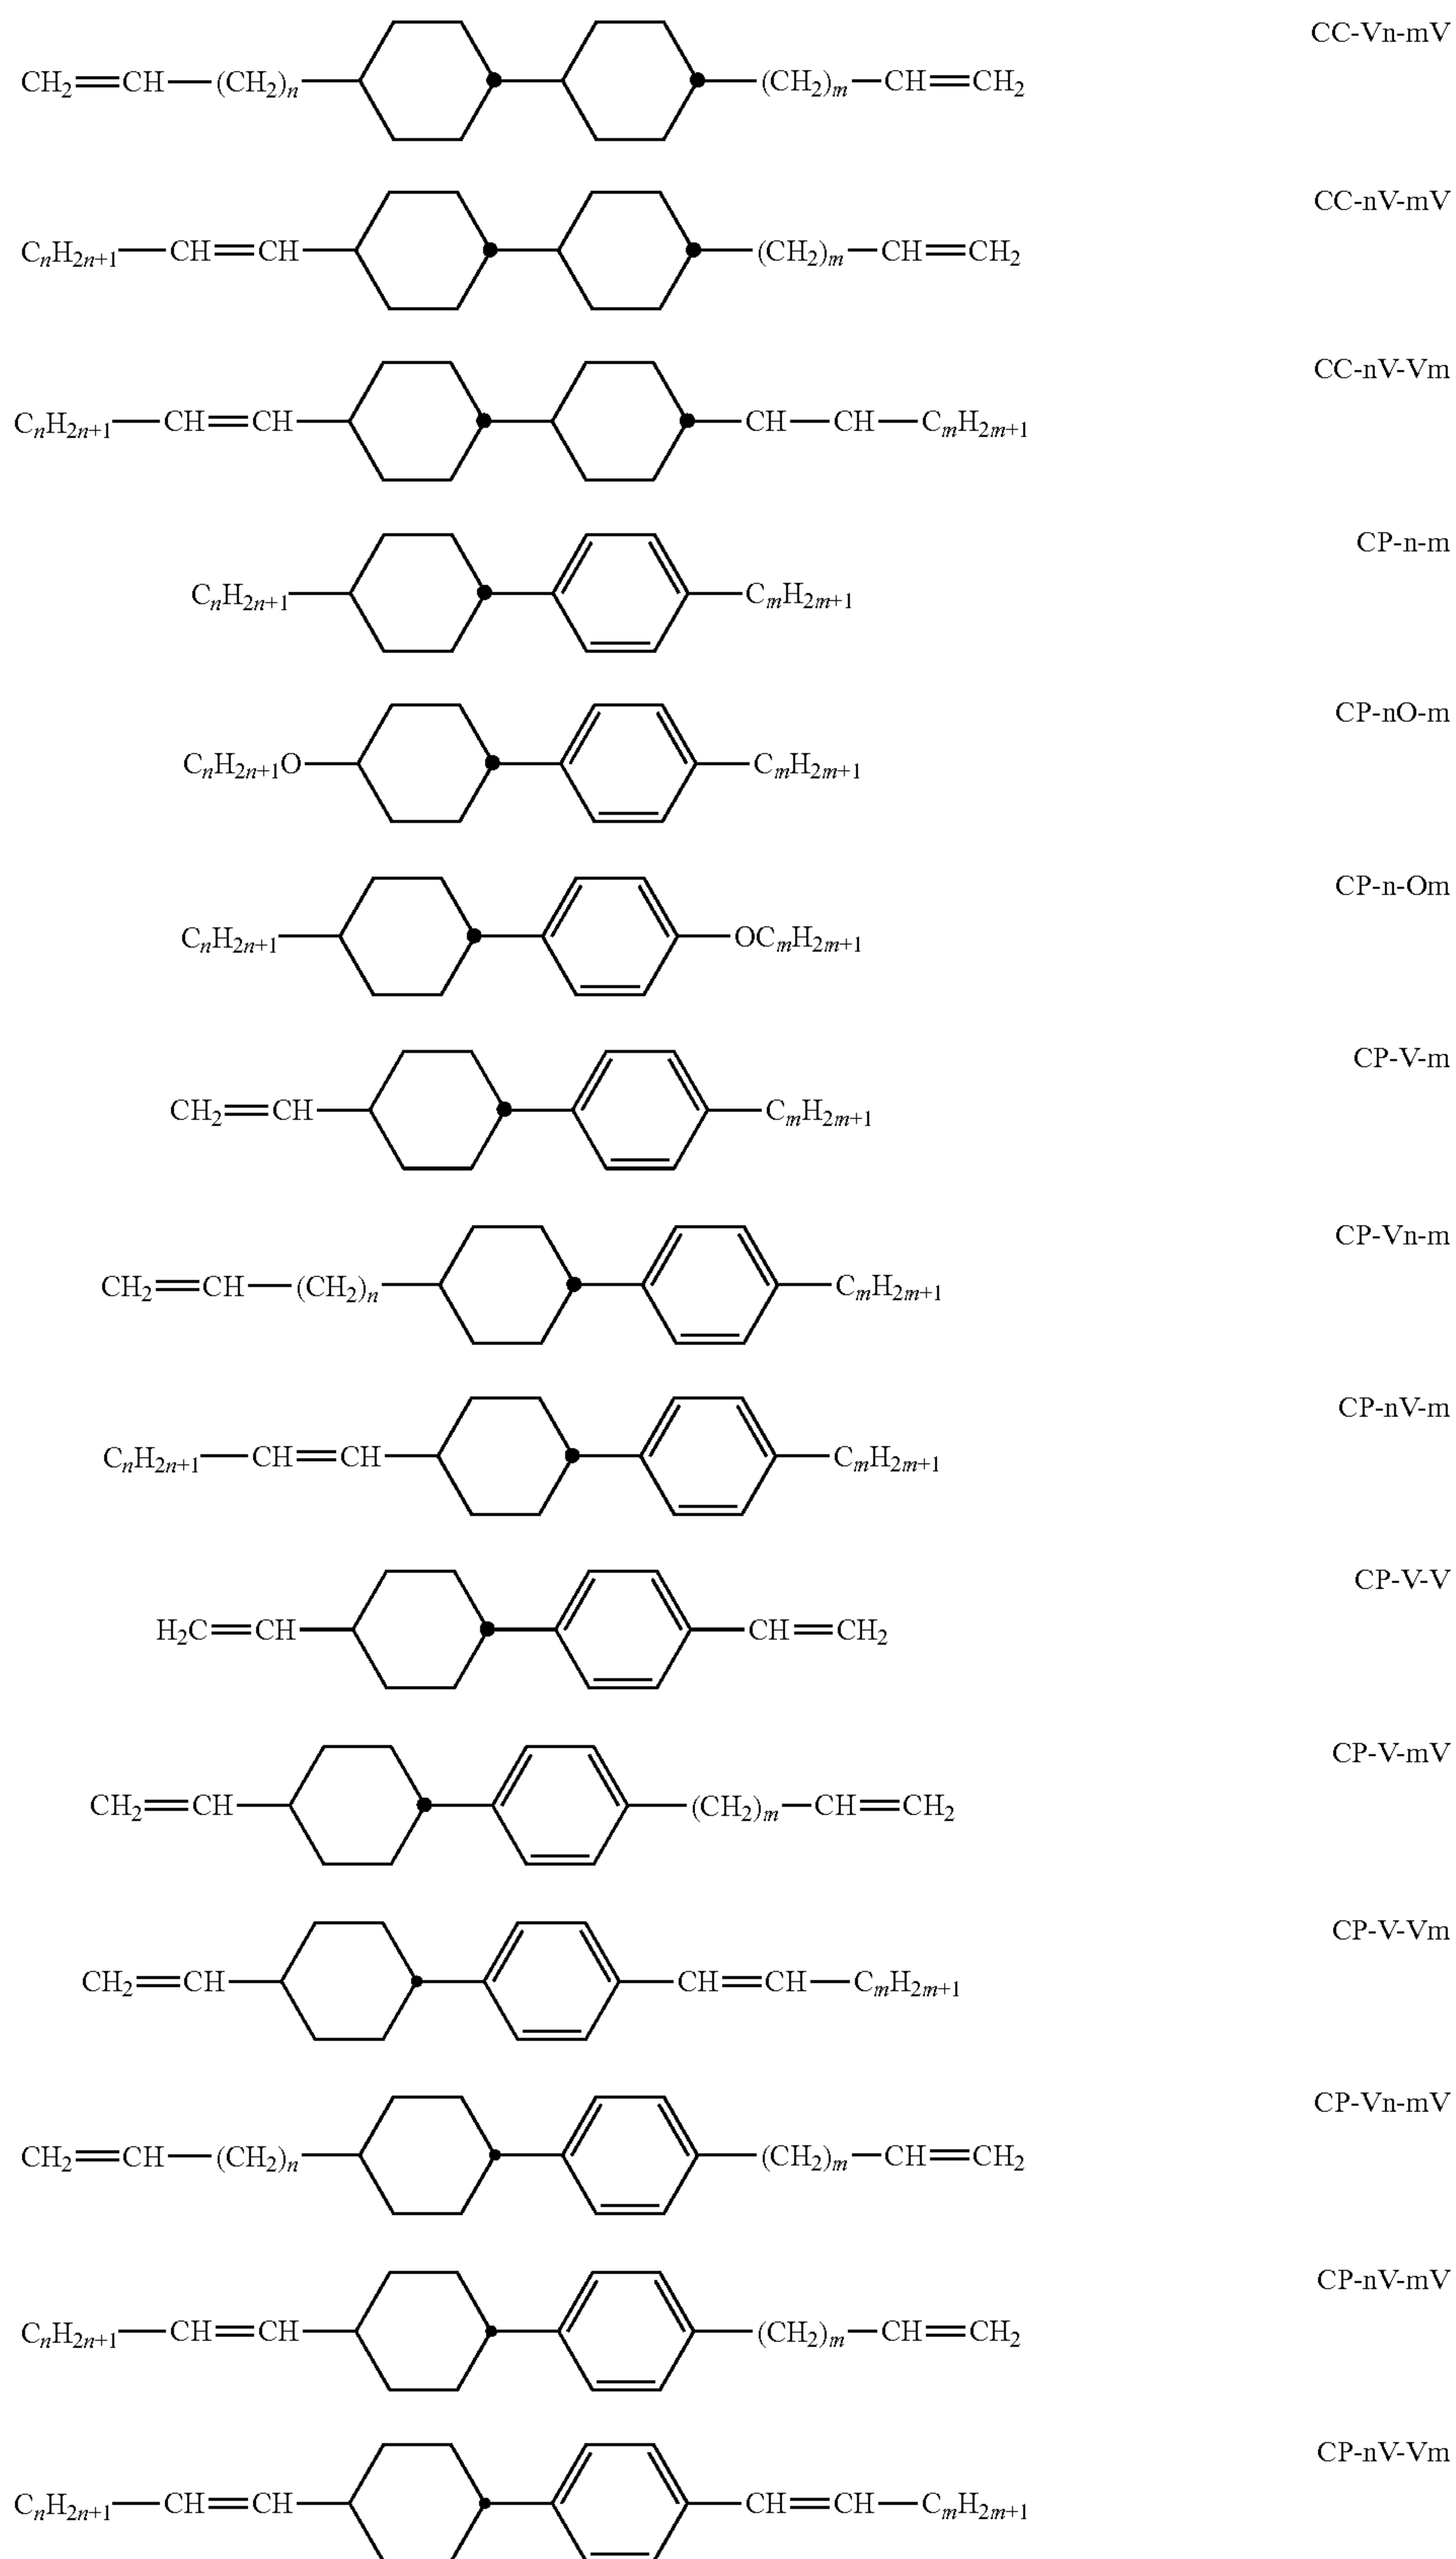 CC-Vn-mV
CH₂=CH—(CH₂)ₙ (CH₂)ₘ—CH=CH₂
CC-nV-mV
CₙH₂ₙ₊₁—CH=CH (CH₂)ₘ—CH=CH₂
CC-nV-Vm
CₙH₂ₙ₊₁—CH=CH CH—CH—CₘH₂ₘ₊₁
CP-n-m
CₙH₂ₙ₊₁ CₘH₂ₘ₊₁
CP-nO-m
CₙH₂ₙ₊₁O CₘH₂ₘ₊₁
CP-n-Om
CₙH₂ₙ₊₁ OCₘH₂ₘ₊₁
CP-V-m
CH₂=CH CₘH₂ₘ₊₁
CP-Vn-m
CH₂=CH—(CH₂)ₙ CₘH₂ₘ₊₁
CP-nV-m
CₙH₂ₙ₊₁—CH=CH CₘH₂ₘ₊₁
CP-V-V
H₂C=CH CH=CH₂
CP-V-mV
CH₂=CH (CH₂)ₘ—CH=CH₂
CP-V-Vm
CH₂=CH CH=CH—CₘH₂ₘ₊₁
CP-Vn-mV
CH₂=CH—(CH₂)ₙ (CH₂)ₘ—CH=CH₂
CP-nV-mV
CₙH₂ₙ₊₁—CH=CH (CH₂)ₘ—CH=CH₂
CP-nV-Vm
CₙH₂ₙ₊₁—CH=CH CH=CH—CₘH₂ₘ₊₁